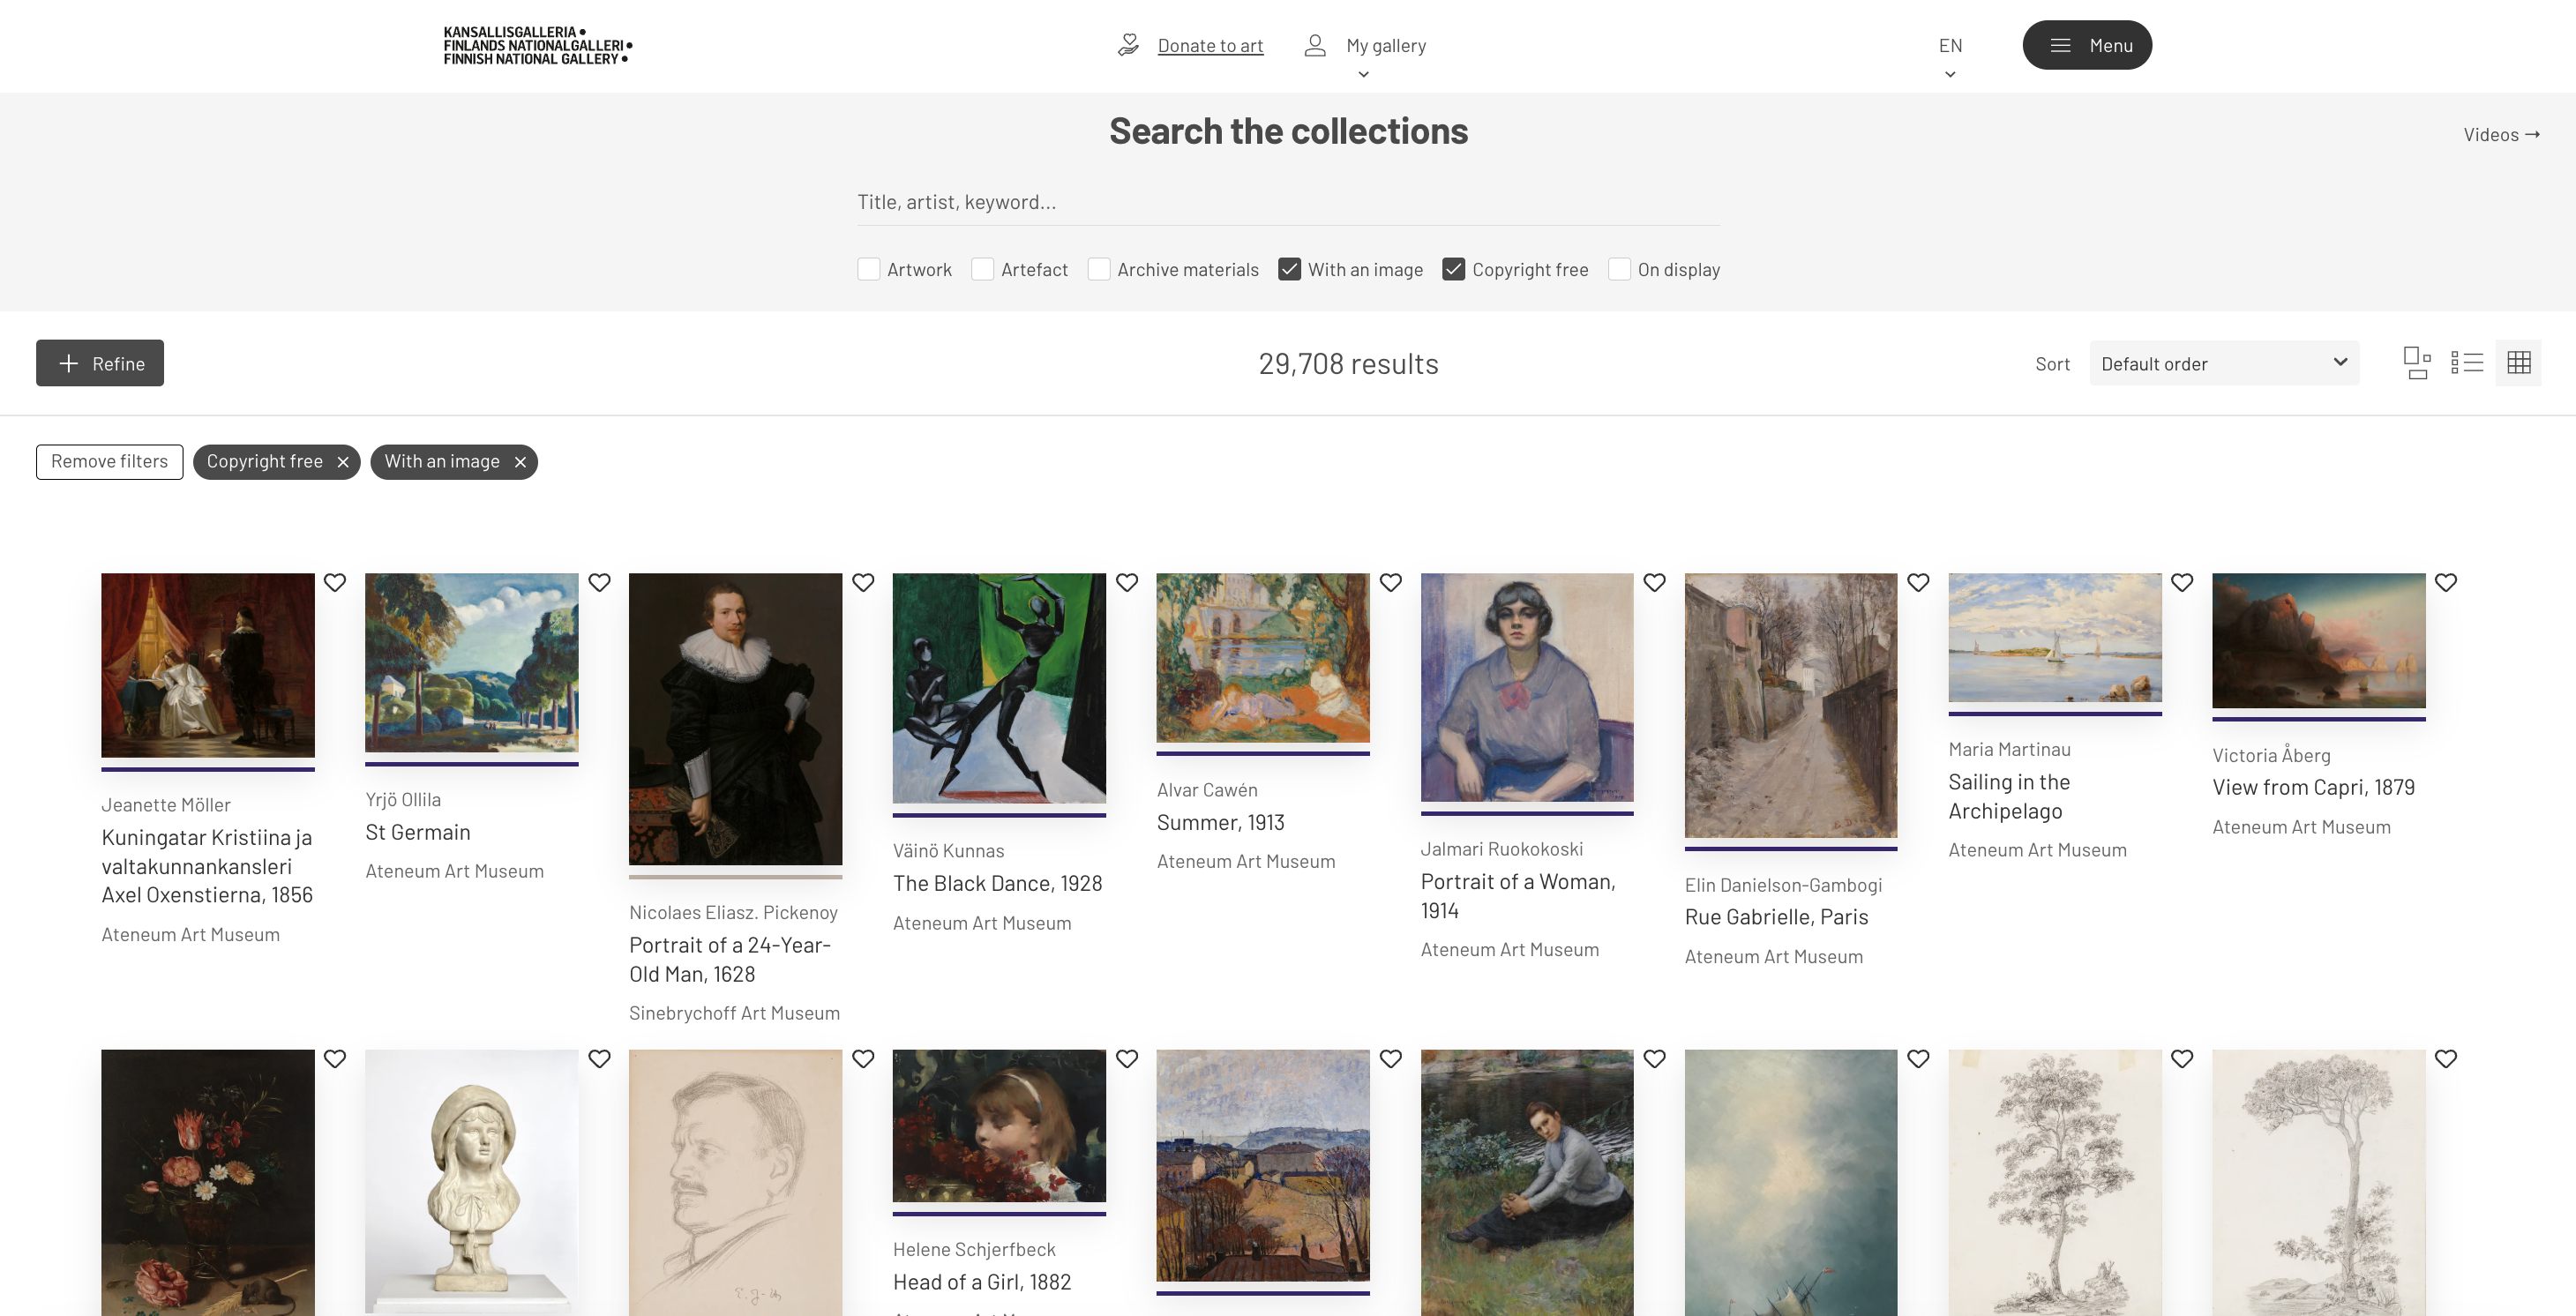 KANSALLISGALLERIA
FINLANDS NATIONALGALLERI
FINNISH NATIONAL GALLERY
Donate to art
My gallery
EN
Menu
Search the collections
Videos →
Title, artist, keyword...
Artwork
Artefact
Archive materials
With an image
Copyright free
On display
Refine
29,708 results
Sort
Default order
Remove filters
Copyright free
With an image
Jeanette Möller
Kuningatar Kristiina ja
valtakunnankansleri
Axel Oxenstierna, 1856
Ateneum Art Museum
Yrjö Ollila
St Germain
Ateneum Art Museum
Nicolaes Eliasz. Pickenoy
Portrait of a 24-Year-
Old Man, 1628
Sinebrychoff Art Museum
Väinö Kunnas
The Black Dance, 1928
Ateneum Art Museum
Alvar Cawén
Summer, 1913
Ateneum Art Museum
Jalmari Ruokokoski
Portrait of a Woman,
1914
Ateneum Art Museum
Elin Danielson-Gambogi
Rue Gabrielle, Paris
Ateneum Art Museum
Maria Martinau
Sailing in the
Archipelago
Ateneum Art Museum
Victoria Åberg
View from Capri, 1879
Ateneum Art Museum
Helene Schjerfbeck
Head of a Girl, 1882